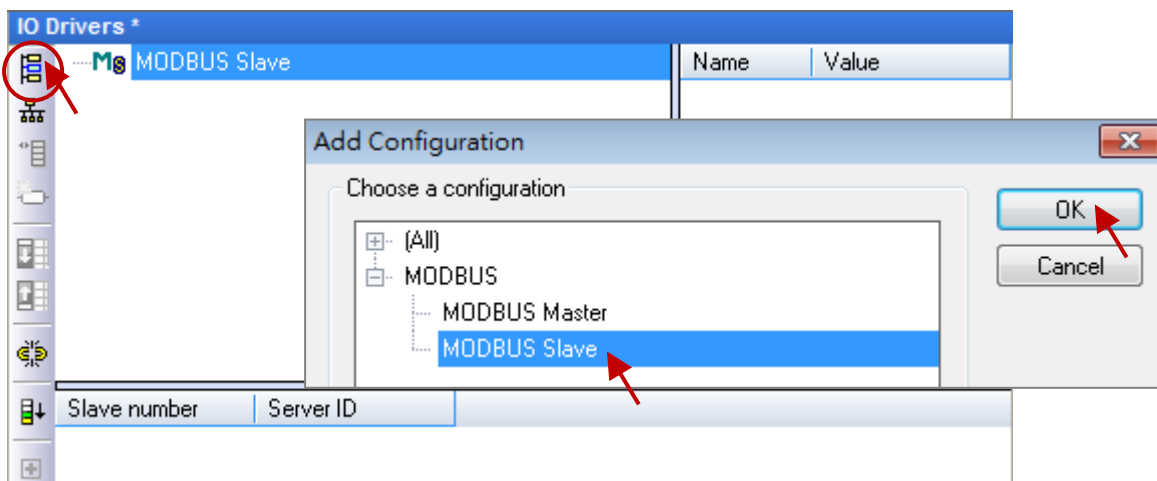 IO Drivers *
MS MODBUS Slave
Name Value
Add Configuration
Choose a configuration
OK
(All)
Cancel
MODBUS
MODBUS Master
MODBUS Slave
Slave number Server ID